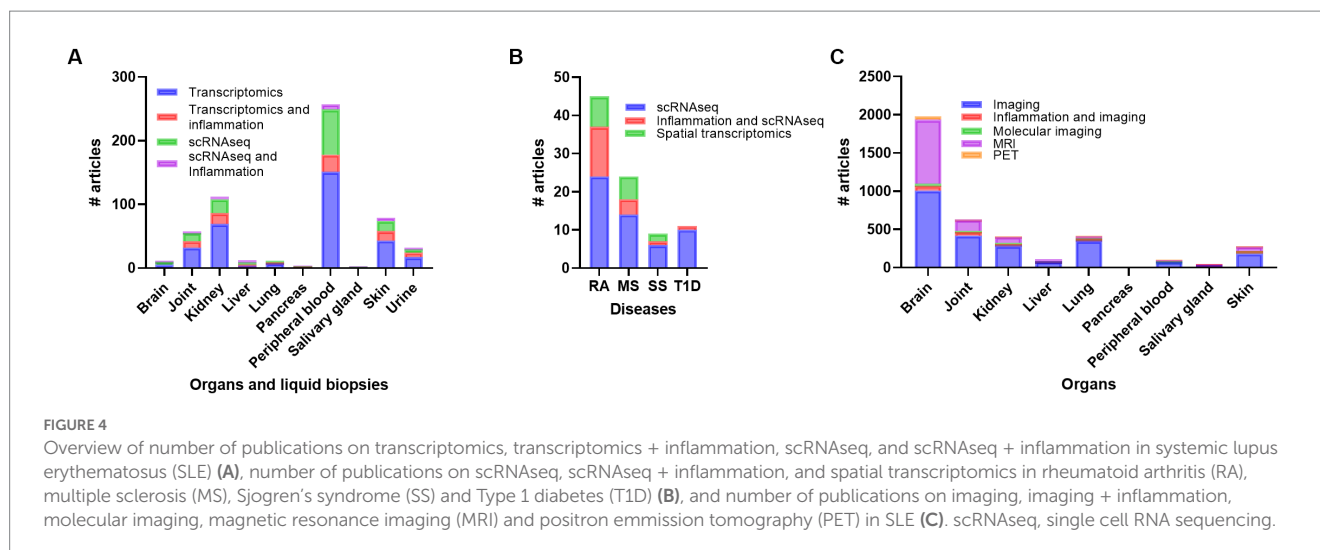 A
# articles
300
200
100
0
Transcriptomics
Transcriptomics and
inflammation
scRNAseq
scRNAseq and
Inflammation
Brain
Joint
Kidney
Liver
Lung
Pancreas
Peripheral blood
Salivary gland
Skin
Urine
Organs and liquid biopsies
B
# articles
50
40
30
20
10
0
scRNAseq
Inflammation and scRNAseq
Spatial transcriptomics
RA MS SS T1D
Diseases
C
# articles
2500
2000
1500
1000
500
0
Imaging
Inflammation and imaging
Molecular imaging
MRI
PET
Brain
Joint
Kidney
Liver
Lung
Pancreas
Peripheral blood
Salivary gland
Skin
Organs
FIGURE 4
Overview of number of publications on transcriptomics, transcriptomics + inflammation, scRNAseq, and scRNAseq + inflammation in systemic lupus
erythematosus (SLE) (A), number of publications on scRNAseq, scRNAseq + inflammation, and spatial transcriptomics in rheumatoid arthritis (RA),
multiple sclerosis (MS), Sjogren's syndrome (SS) and Type 1 diabetes (T1D) (B), and number of publications on imaging, imaging + inflammation,
molecular imaging, magnetic resonance imaging (MRI) and positron emmission tomography (PET) in SLE (C). scRNAseq, single cell RNA sequencing.